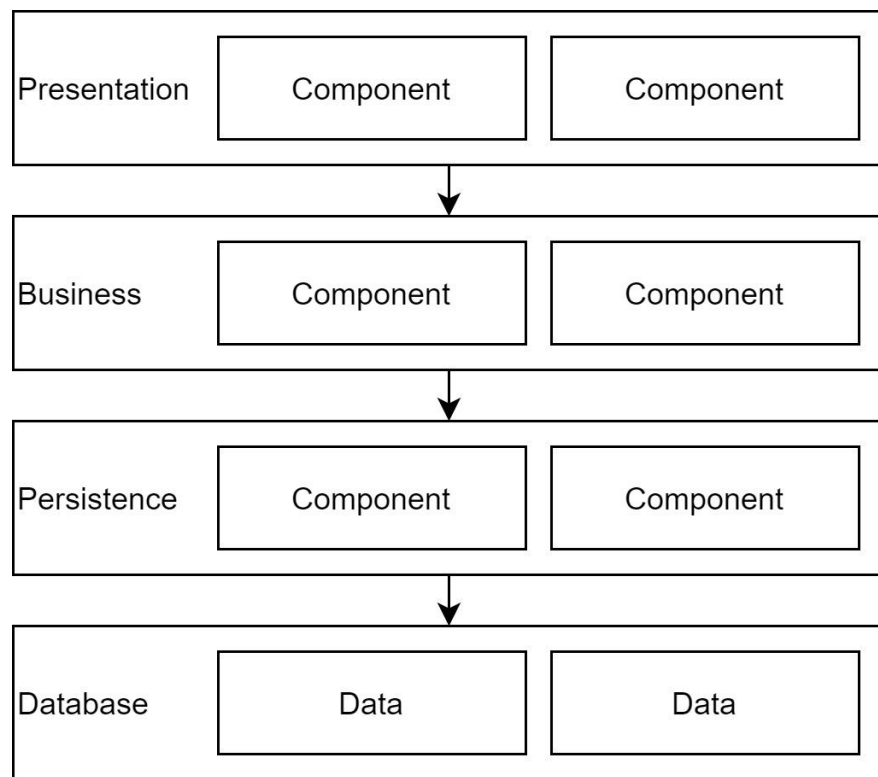 Presentation Component Component
Business Component Component
Persistence Component Component
Database Data Data